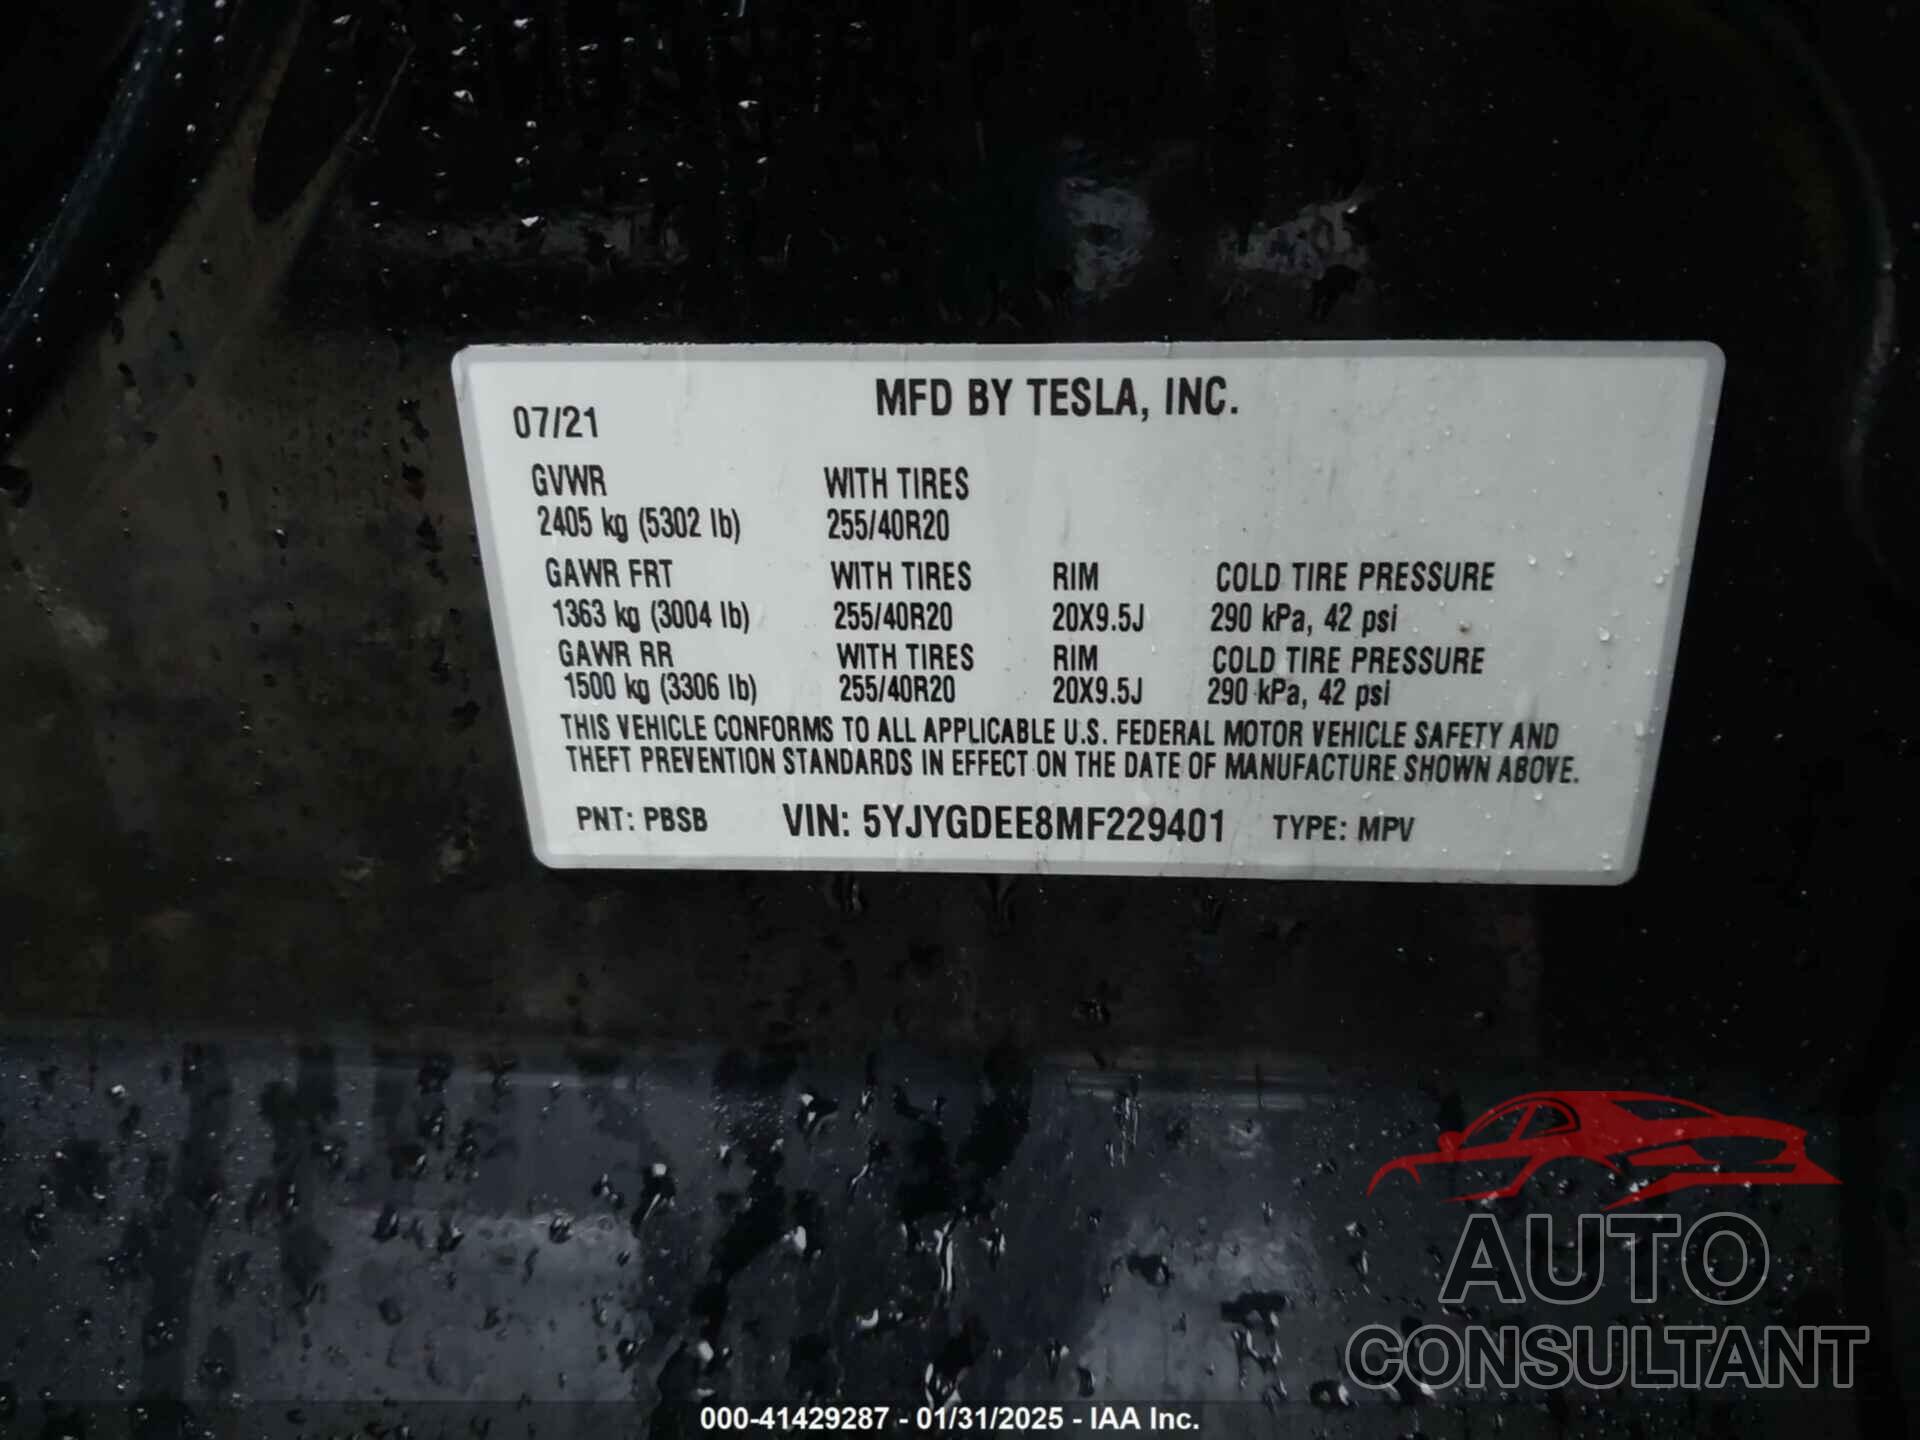 MFD BY TESLA, INC.
07/21
GVWR WITH TIRES
2405 kg (5302 lb) 255/40R20
GAWR FRT WITH TIRES RIM COLD TIRE PRESSURE
1363 kg (3004 lb) 255/40R20 20X9.5J 290 kPa, 42 psi
GAWR RR WITH TIRES RIM COLD TIRE PRESSURE
1500 kg (3306 lb) 255/40R20 20X9.5J 290 kPa, 42 psi
THIS VEHICLE CONFORMS TO ALL APPLICABLE U.S. FEDERAL MOTOR VEHICLE SAFETY AND
THEFT PREVENTION STANDARDS IN EFFECT ON THE DATE OF MANUFACTURE SHOWN ABOVE.
PNT: PBSB VIN: 5YJYGDEE8MF229401 TYPE: MPV
AUTO
CONSULTANT
000-41429287 - 01/31/2025 - IAA Inc.